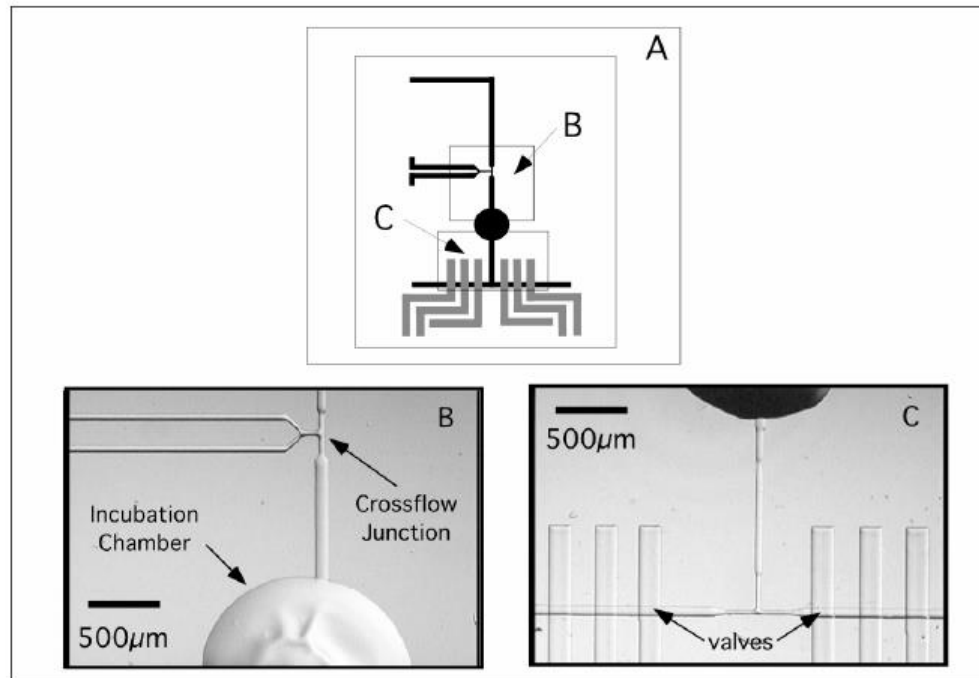 A
B
C
B
Incubation
Chamber
Crossflow
Junction
500µm
C
500µm
valves